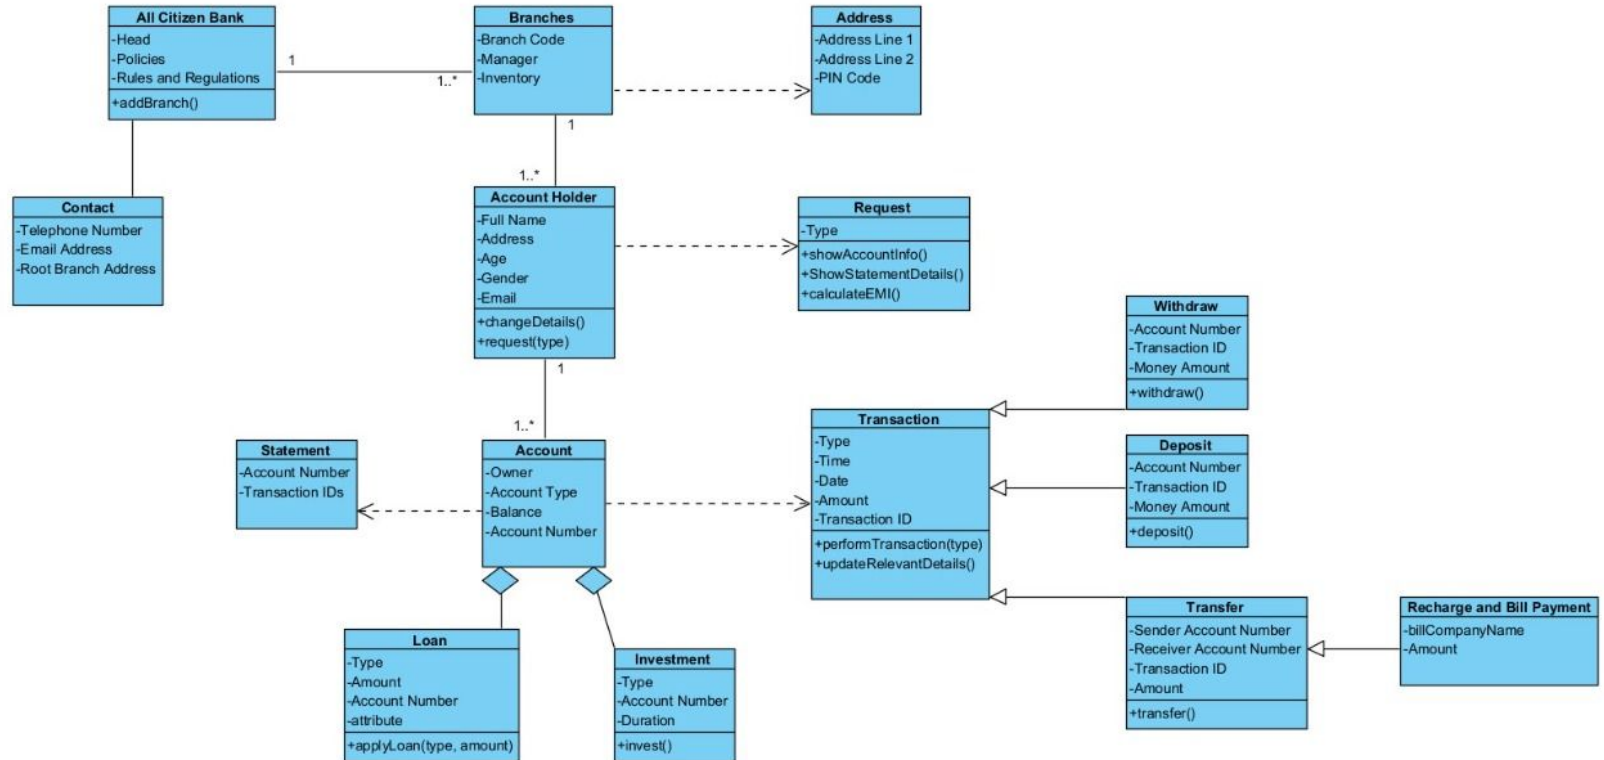 All Citizen Bank
-Head
-Policies
-Rules and Regulations
+addBranch()
1
1..*
Branches
-Branch Code
-Manager
-Inventory
Address
-Address Line 1
-Address Line 2
-PIN Code
1
1..*
Contact
-Telephone Number
-Email Address
-Root Branch Address
Account Holder
-Full Name
-Address
-Age
-Gender
-Email
+changeDetails()
+request(type)
Request
-Type
+showAccountInfo()
+ShowStatementDetails()
+calculateEMI()
1
1..*
Statement
-Account Number
-Transaction IDs
Account
-Owner
-Account Type
-Balance
-Account Number
Transaction
-Type
-Time
-Date
-Amount
-Transaction ID
+performTransaction(type)
+updateRelevantDetails()
Withdraw
-Account Number
-Transaction ID
-Money Amount
+withdraw()
Deposit
-Account Number
-Transaction ID
-Money Amount
+deposit()
Transfer
-Sender Account Number
-Receiver Account Number
-Transaction ID
-Amount
+transfer()
Recharge and Bill Payment
-billCompanyName
-Amount
Loan
-Type
-Amount
-Account Number
-attribute
+applyLoan(type, amount)
Investment
-Type
-Account Number
-Duration
+invest()